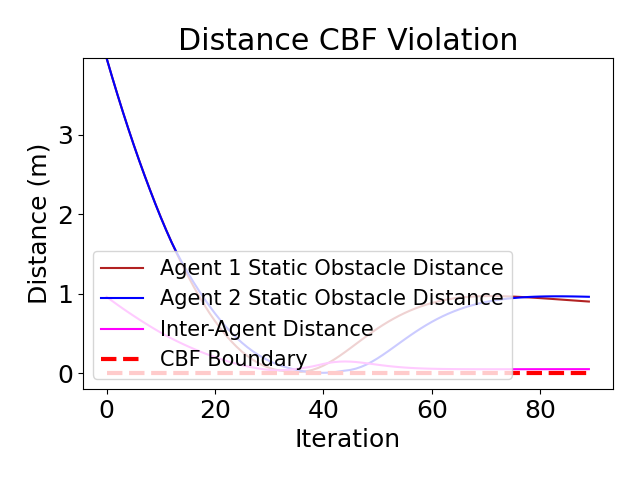 Distance CBF Violation
Distance (m)
3
2
1
0
Agent 1 Static Obstacle Distance
Agent 2 Static Obstacle Distance
Inter-Agent Distance
CBF Boundary
0 20 40 60 80
Iteration